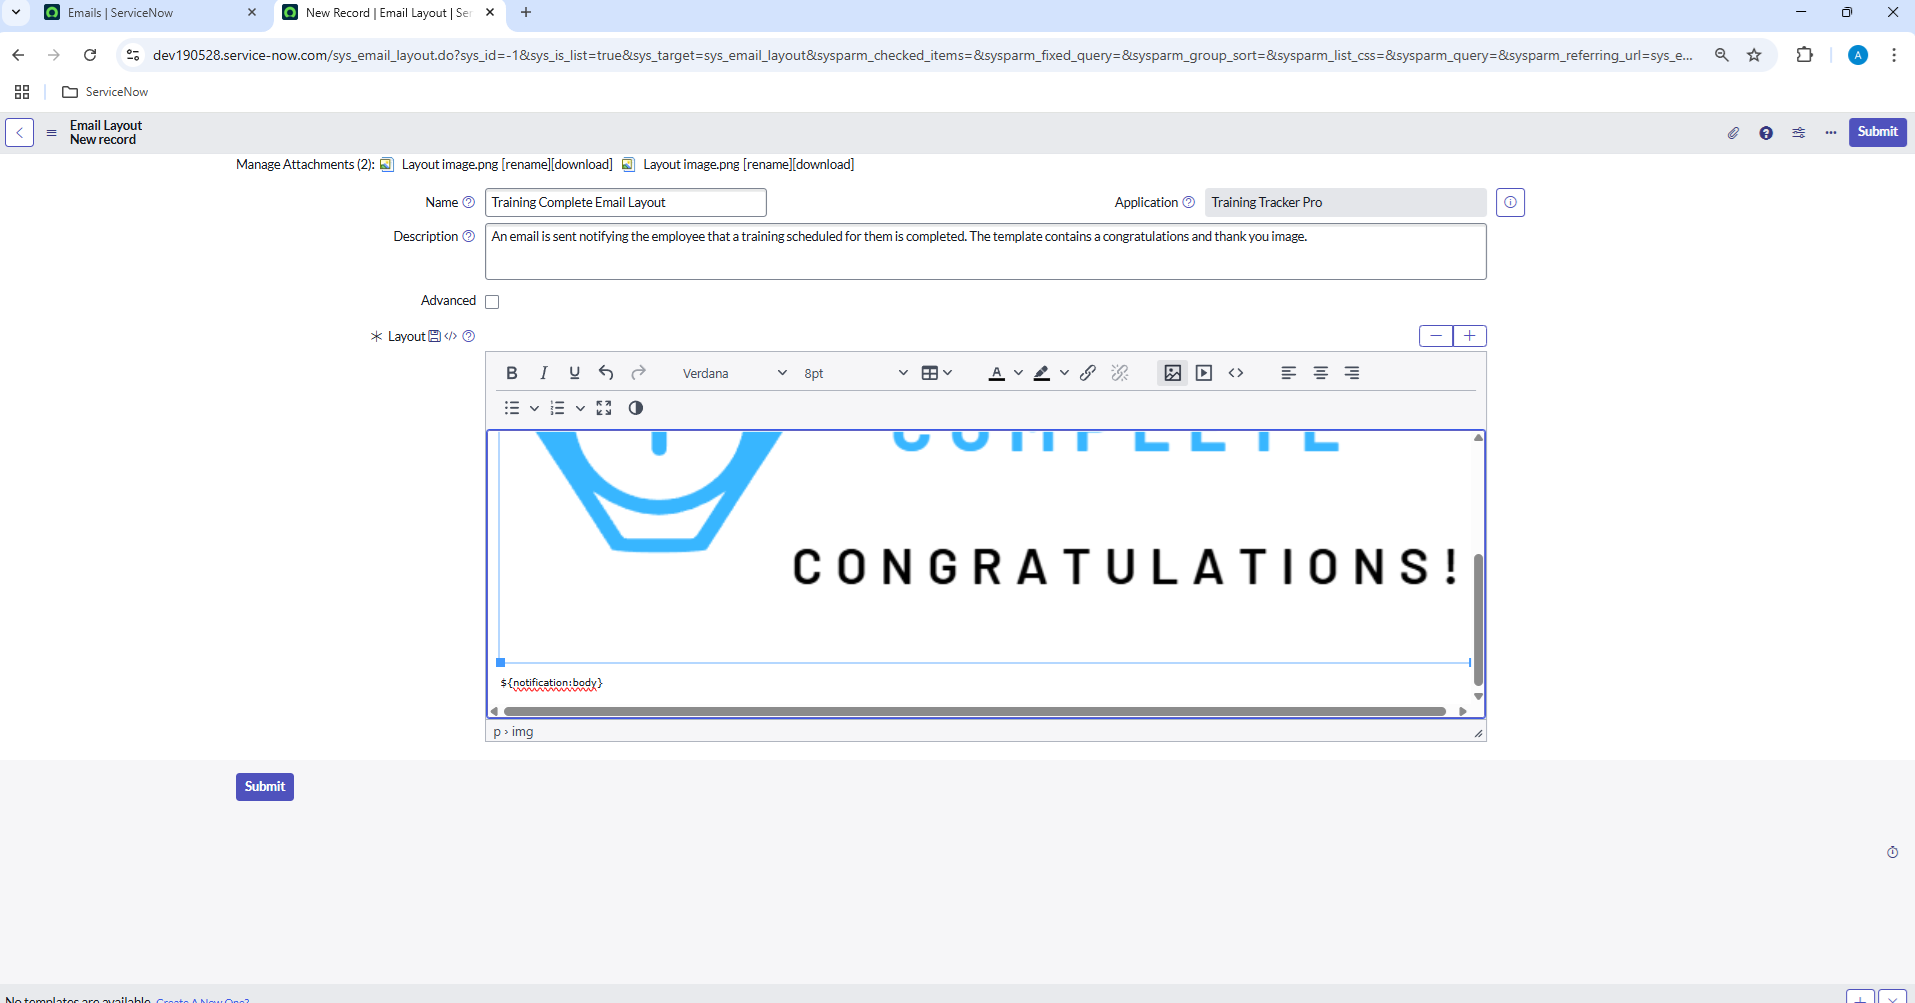 Emails | ServiceNow
New Record | Email Layout | Ser
dev190528.service-now.com/sys_email_layout.do?sys_id=-1&sys_is_list=true&sys_target=sys_email_layout&sysparm_checked_items=&sysparm_fixed_query=&sysparm_group_sort=&sysparm_list_css=&sysparm_query=&sysparm_referring_url=sys_e...
A
ServiceNow
Email Layout
New record
Submit
Manage Attachments (2): Layout image.png [rename][download] Layout image.png [rename][download]
Name Training Complete Email Layout
Application Training Tracker Pro
Description An email is sent notifying the employee that a training scheduled for them is completed. The template contains a congratulations and thank you image.
Advanced
Layout
B I U Verdana 8pt A
COMPLETE
CONGRATULATIONS!
${notification:body}
p › img
Submit
No templates are available Create A New One?